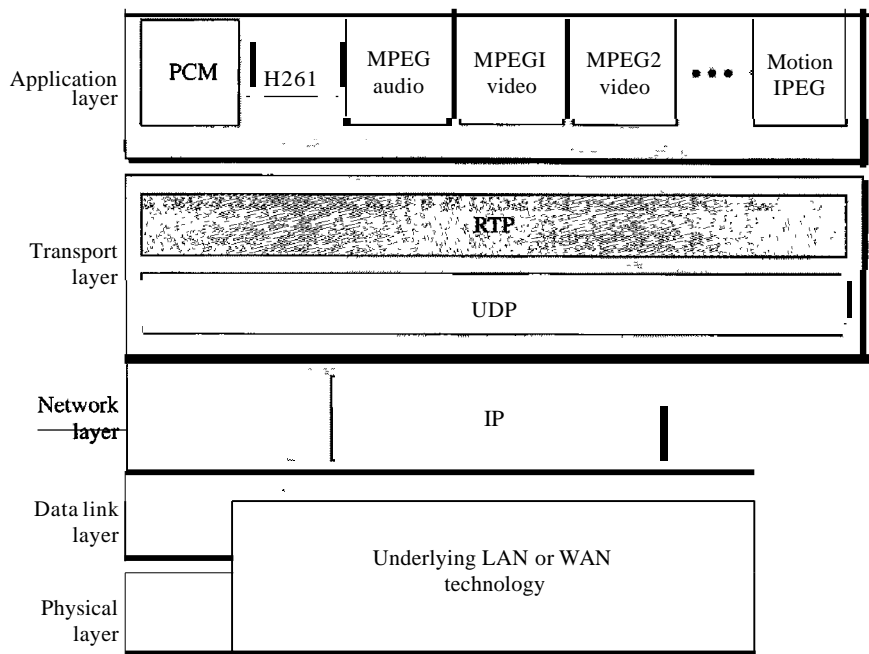 Application
layer
PCM
H261
MPEG
audio
MPEGI
video
MPEG2
video
•••
Motion
IPEG
Transport
layer
RTP
UDP
Network
layer
IP
Data link
layer
Underlying LAN or WAN
technology
Physical
layer